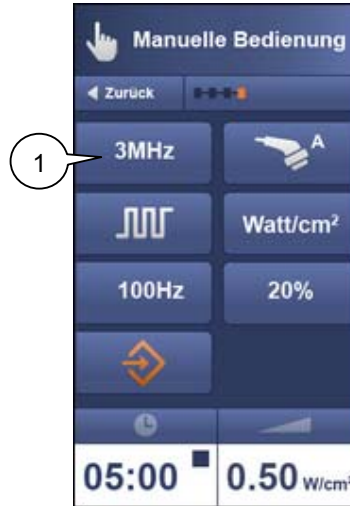 Manuelle Bedienung
Zurück
1
3MHz
A
Watt/cm²
100Hz
20%
05:00
0.50 W/cm²